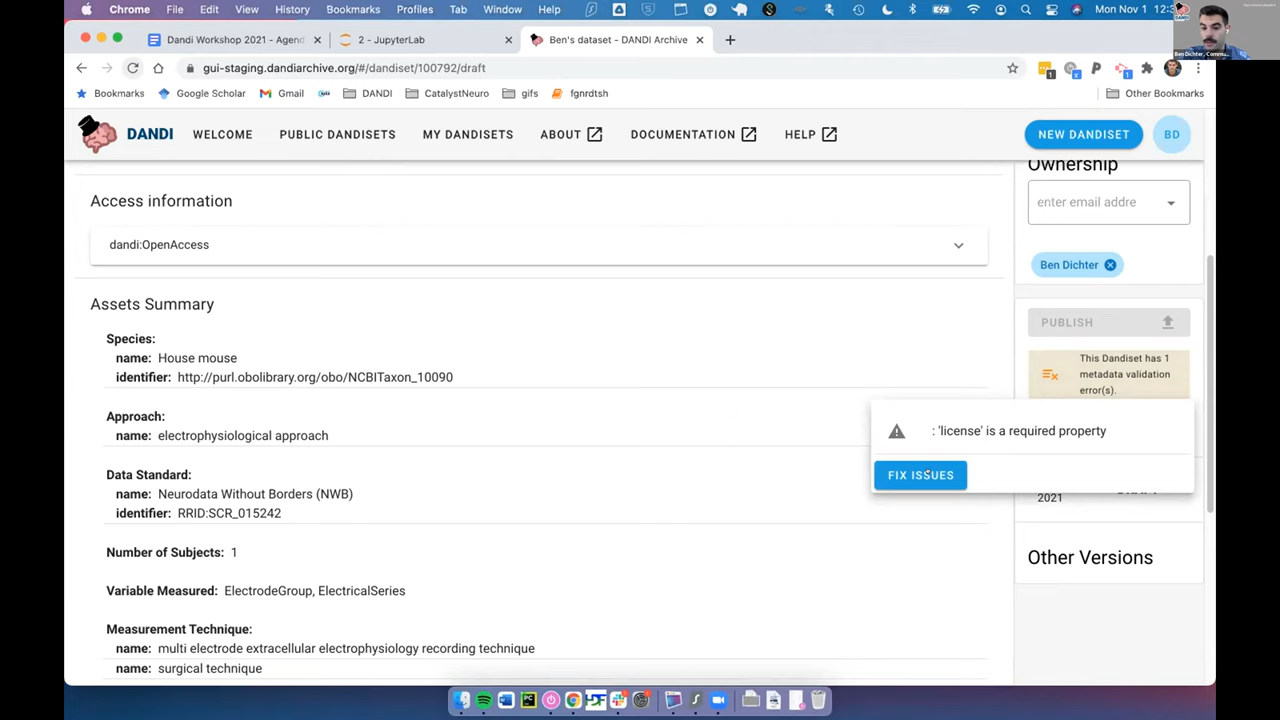 Chrome File Edit View History Bookmarks Profiles Tab Window Help Mon Nov 1
Dandi Workshop 2021 - Agend
2 - JupyterLab
Ben's dataset - DANDI Archive
gui-staging.dandiarchive.org/#/dandiset/100792/draft
Bookmarks Google Scholar Gmail DANDI CatalystNeuro gifs fgnrdtsh Other Bookmarks
DANDI WELCOME PUBLIC DANDISETS MY DANDISETS ABOUT DOCUMENTATION HELP NEW DANDISET BD
Access information
dandi:OpenAccess
Assets Summary
Species:
name: House mouse
identifier: http://purl.obolibrary.org/obo/NCBITaxon_10090
Approach:
name: electrophysiological approach
Data Standard:
name: Neurodata Without Borders (NWB)
identifier: RRID:SCR_015242
Number of Subjects: 1
Variable Measured: ElectrodeGroup, ElectricalSeries
Measurement Technique:
name: multi electrode extracellular electrophysiology recording technique
name: surgical technique
Ownership
enter email addre
Ben Dichter
PUBLISH
This Dandiset has 1
metadata validation
error(s).
: 'license' is a required property
FIX ISSUES
2021
Other Versions
DANDI
Ben Dichter,